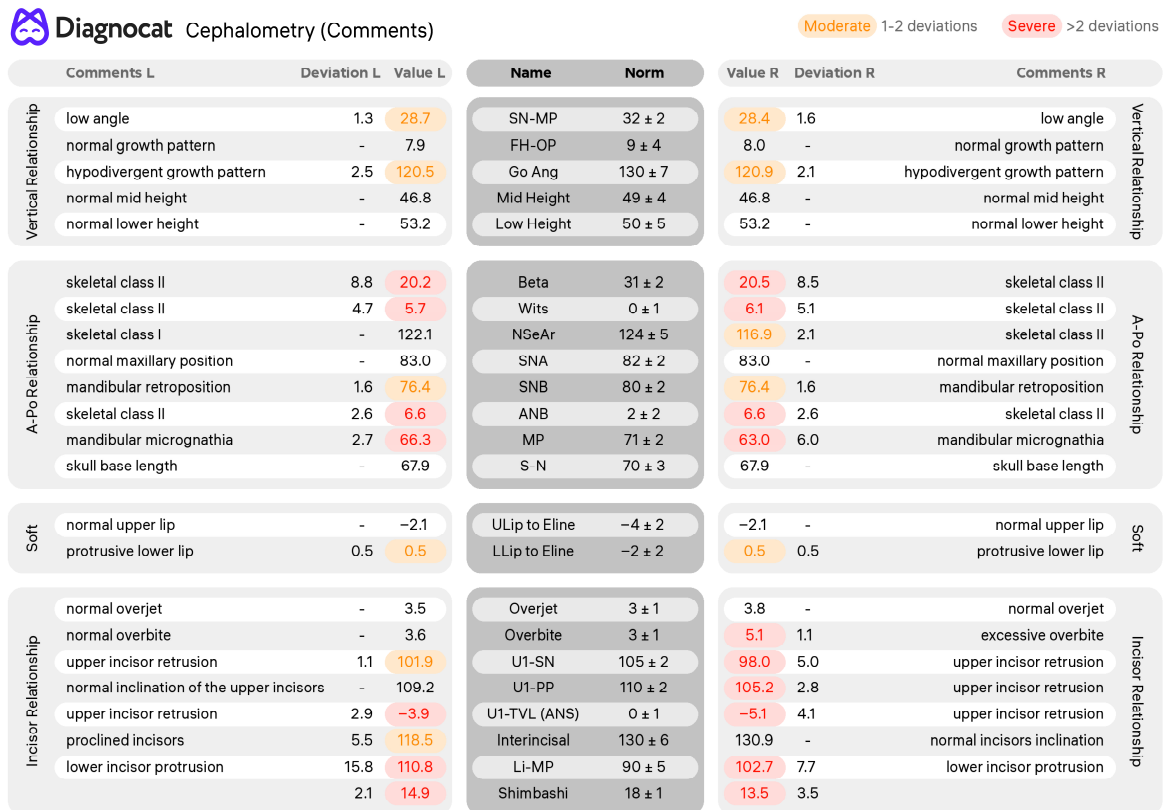 Diagnocat Cephalometry (Comments) Moderate 1-2 deviations Severe >2 deviations
Comments L Deviation L Value L Name Norm Value R Deviation R Comments R
Vertical Relationship
low angle 1.3 28.7 SN-MP 32 ± 2 28.4 1.6 low angle
normal growth pattern - 7.9 FH-OP 9 ± 4 8.0 - normal growth pattern
hypodivergent growth pattern 2.5 120.5 Go Ang 130 ± 7 120.9 2.1 hypodivergent growth pattern
normal mid height - 46.8 Mid Height 49 ± 4 46.8 - normal mid height
normal lower height - 53.2 Low Height 50 ± 5 53.2 - normal lower height
Vertical Relationship
A-Po Relationship
skeletal class II 8.8 20.2 Beta 31 ± 2 20.5 8.5 skeletal class II
skeletal class II 4.7 5.7 Wits 0 ± 1 6.1 5.1 skeletal class II
skeletal class I - 122.1 NSeAr 124 ± 5 116.9 2.1 skeletal class II
normal maxillary position - 83.0 SNA 82 ± 2 83.0 - normal maxillary position
mandibular retroposition 1.6 76.4 SNB 80 ± 2 76.4 1.6 mandibular retroposition
skeletal class II 2.6 6.6 ANB 2 ± 2 6.6 2.6 skeletal class II
mandibular micrognathia 2.7 66.3 MP 71 ± 2 63.0 6.0 mandibular micrognathia
skull base length - 67.9 S-N 70 ± 3 67.9 - skull base length
A-Po Relationship
Soft
normal upper lip - −2.1 ULip to Eline −4 ± 2 −2.1 - normal upper lip
protrusive lower lip 0.5 0.5 LLip to Eline −2 ± 2 0.5 0.5 protrusive lower lip
Soft
Incisor Relationship
normal overjet - 3.5 Overjet 3 ± 1 3.8 - normal overjet
normal overbite - 3.6 Overbite 3 ± 1 5.1 1.1 excessive overbite
upper incisor retrusion 1.1 101.9 U1-SN 105 ± 2 98.0 5.0 upper incisor retrusion
normal inclination of the upper incisors - 109.2 U1-PP 110 ± 2 105.2 2.8 upper incisor retrusion
upper incisor retrusion 2.9 −3.9 U1-TVL (ANS) 0 ± 1 −5.1 4.1 upper incisor retrusion
proclined incisors 5.5 118.5 Interincisal 130 ± 6 130.9 - normal incisors inclination
lower incisor protrusion 15.8 110.8 Li-MP 90 ± 5 102.7 7.7 lower incisor protrusion
2.1 14.9 Shimbashi 18 ± 1 13.5 3.5
Incisor Relationship